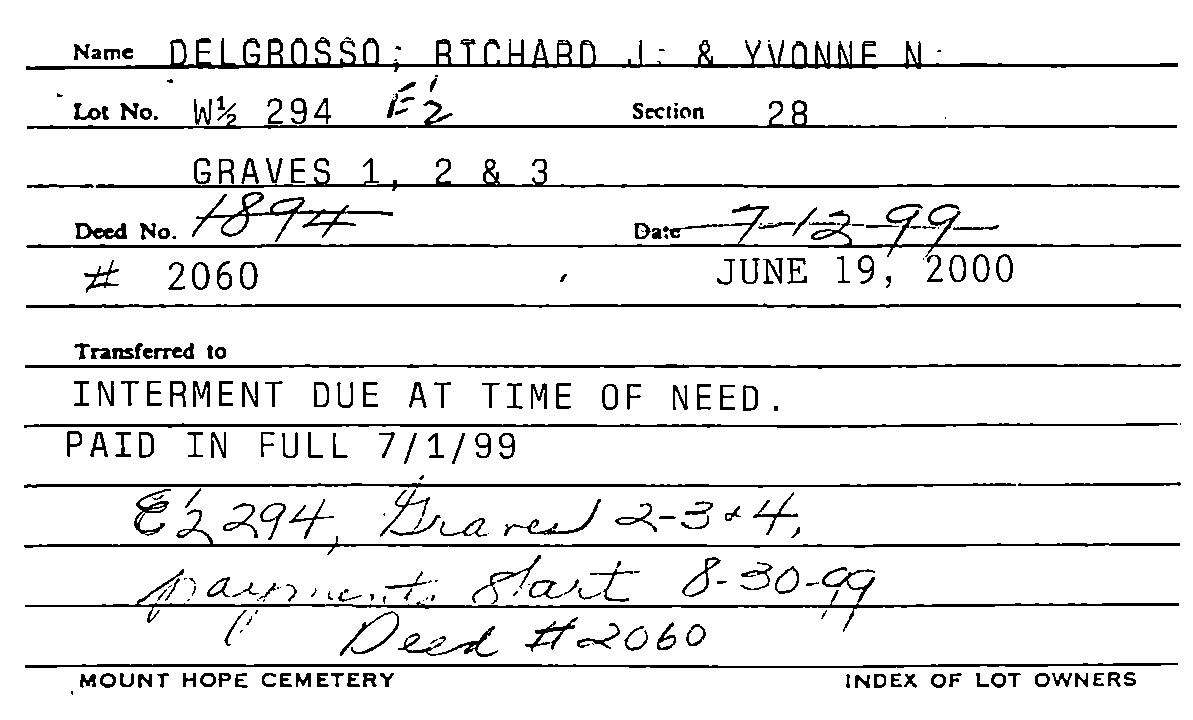 Name DELGROSSO; RICHARD J. & YVONNE N.
Lot No. W½ 294 E½ Section 28
GRAVES 1, 2 & 3
Deed No. 1894 Date 7-12-99
# 2060 JUNE 19, 2000
Transferred to
INTERMENT DUE AT TIME OF NEED.
PAID IN FULL 7/1/99
E½ 294, Graves 2-3&4,
payments start 8-30-99
Deed #2060
MOUNT HOPE CEMETERY INDEX OF LOT OWNERS